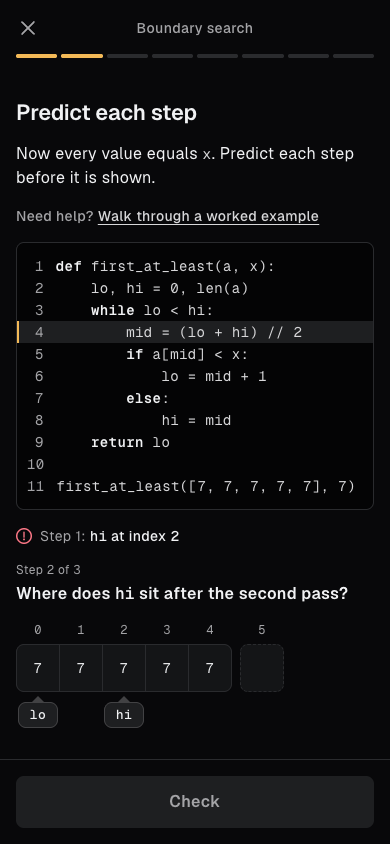 Boundary search
Predict each step
Now every value equals x. Predict each step
before it is shown.
Need help? Walk through a worked example
1 def first_at_least(a, x):
2     lo, hi = 0, len(a)
3     while lo < hi:
4         mid = (lo + hi) // 2
5         if a[mid] < x:
6             lo = mid + 1
7         else:
8             hi = mid
9     return lo
10
11 first_at_least([7, 7, 7, 7, 7], 7)
Step 1: hi at index 2
Step 2 of 3
Where does hi sit after the second pass?
0 1 2 3 4 5
7 7 7 7 7
lo hi
Check